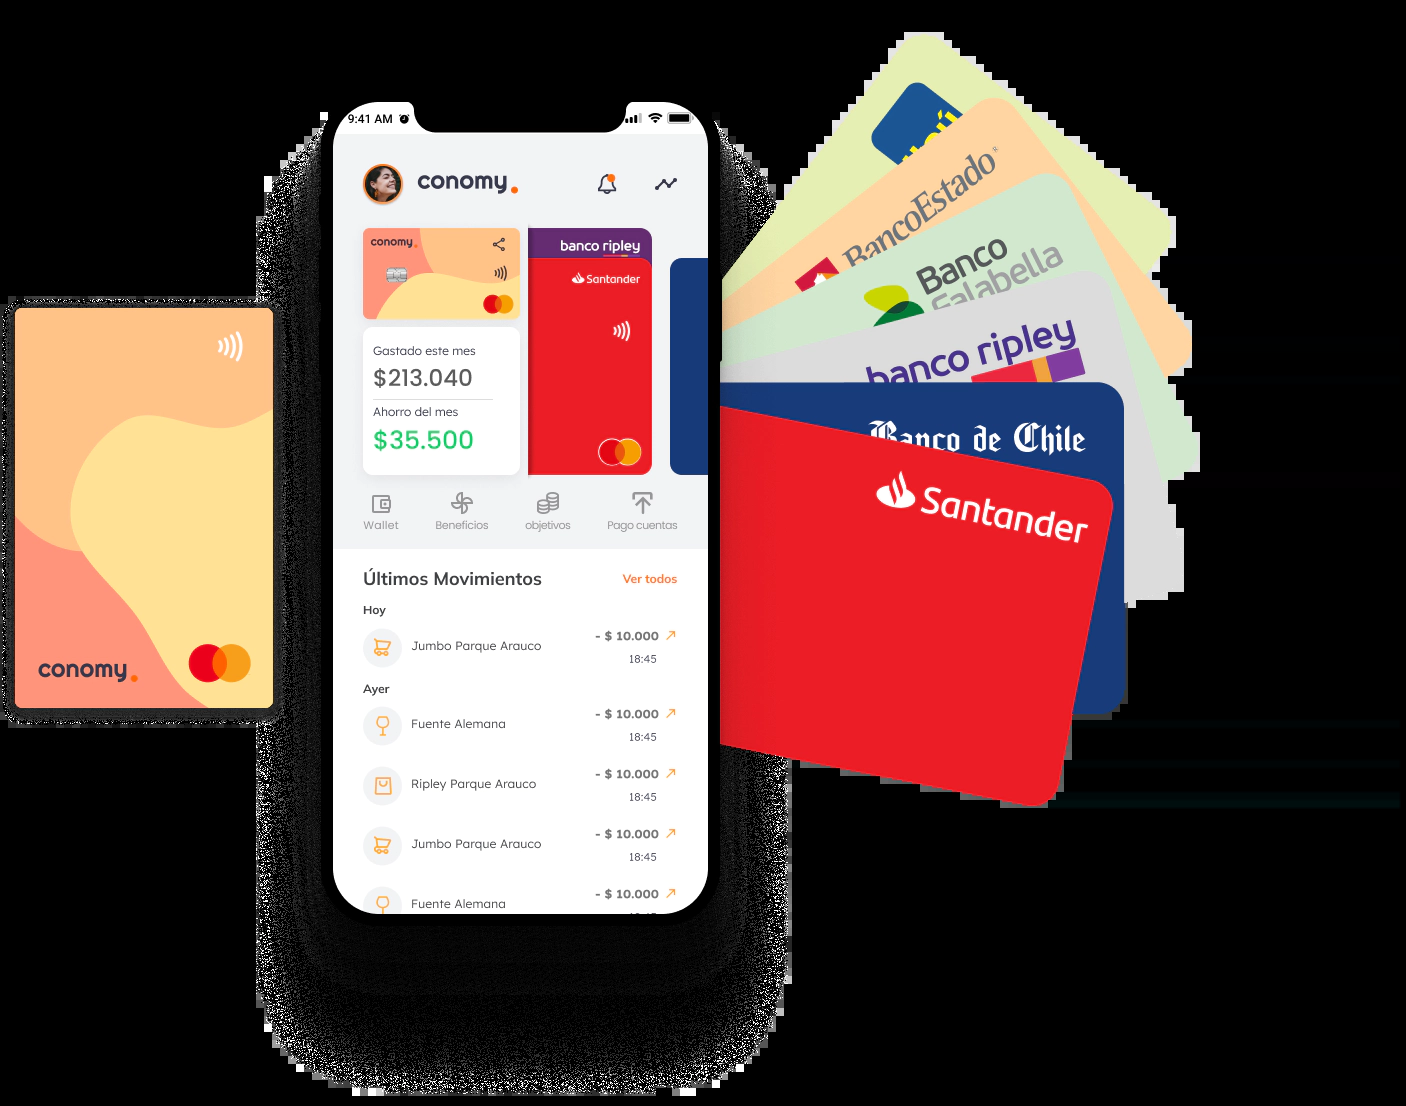 9:41 AM
conomy.
conomy.
banco ripley
Santander
Gastado este mes
$213.040
Ahorro del mes
$35.500
Wallet
Beneficios
objetivos
Pago cuentas
Últimos Movimientos
Ver todos
Hoy
Jumbo Parque Arauco
- $ 10.000
18:45
Ayer
Fuente Alemana
- $ 10.000
18:45
Ripley Parque Arauco
- $ 10.000
18:45
Jumbo Parque Arauco
- $ 10.000
18:45
Fuente Alemana
- $ 10.000
conomy.
BancoEstado®
Banco
Falabella
banco ripley
Banco de Chile
Santander